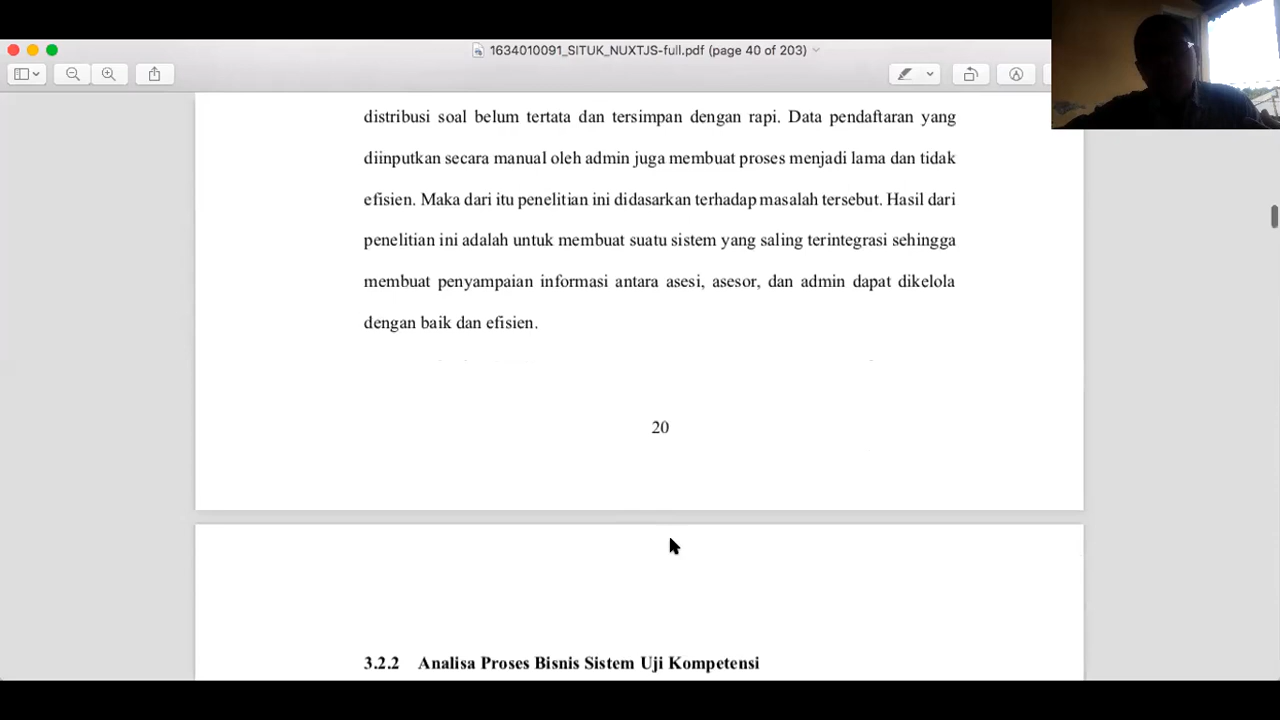 1634010091_SITUK_NUXTJS-full.pdf (page 40 of 203)
distribusi soal belum tertata dan tersimpan dengan rapi. Data pendaftaran yang
diinputkan secara manual oleh admin juga membuat proses menjadi lama dan tidak
efisien. Maka dari itu penelitian ini didasarkan terhadap masalah tersebut. Hasil dari
penelitian ini adalah untuk membuat suatu sistem yang saling terintegrasi sehingga
membuat penyampaian informasi antara asesi, asesor, dan admin dapat dikelola
dengan baik dan efisien.
20
3.2.2 Analisa Proses Bisnis Sistem Uji Kompetensi